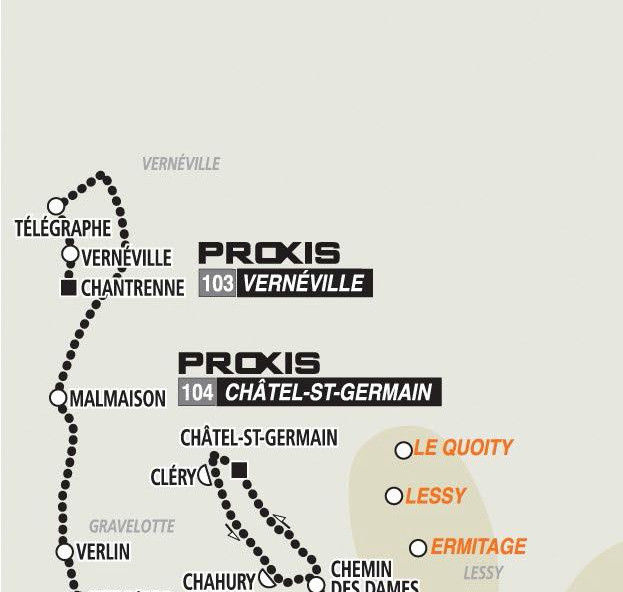 VERNÉVILLE
TÉLÉGRAPHE
VERNÉVILLE
CHANTRENNE
PROXIS
103 VERNÉVILLE
PROXIS
104 CHÂTEL-ST-GERMAIN
MALMAISON
CHÂTEL-ST-GERMAIN
CLÉRY
LE QUOITY
LESSY
GRAVELOTTE
VERLIN
ERMITAGE
LESSY
CHAHURY
CHEMIN
DES DAMES